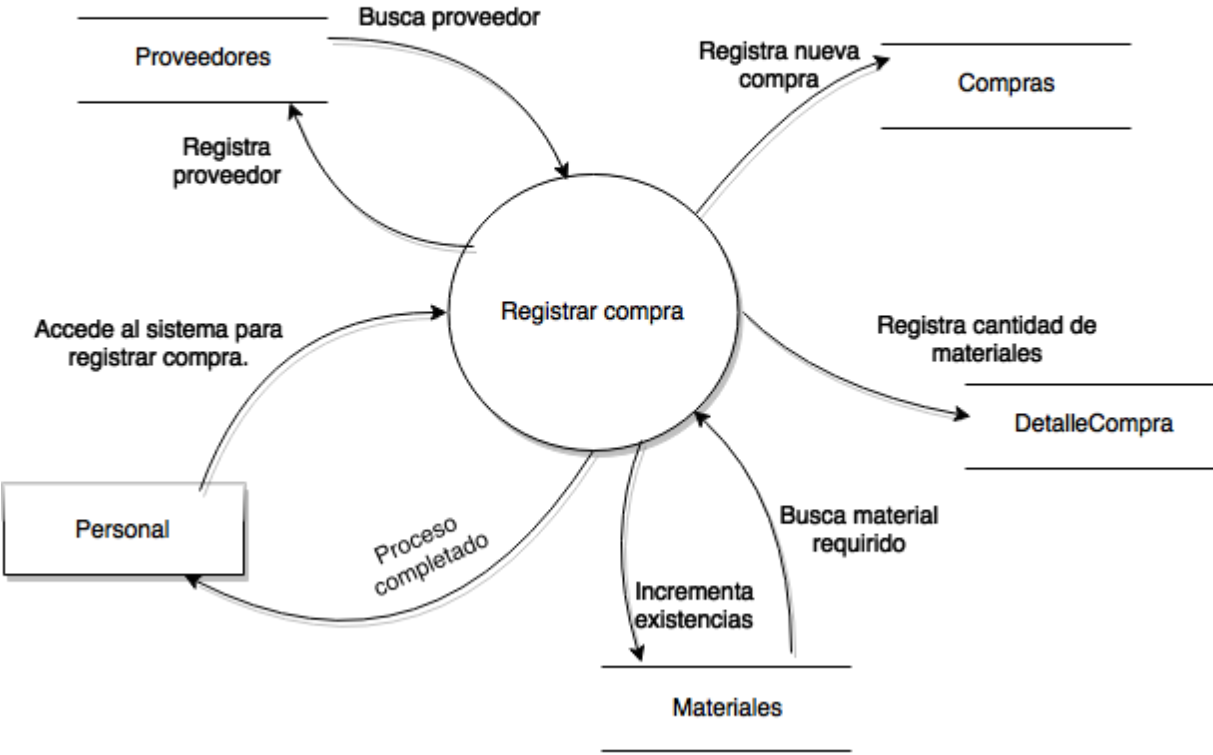 Busca proveedor
Proveedores
Registra nueva
compra
Compras
Registra
proveedor
Registrar compra
Accede al sistema para
registrar compra.
Registra cantidad de
materiales
DetalleCompra
Personal
Proceso
completado
Busca material
requirido
Incrementa
existencias
Materiales